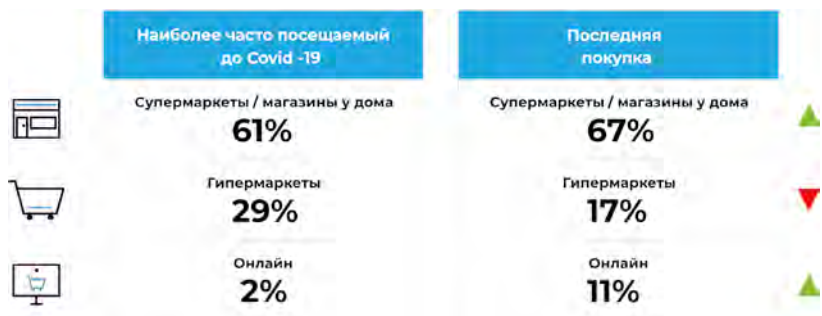 Наиболее часто посещаемый
до Covid -19
Последняя
покупка
Супермаркеты / магазины у дома
61%
Супермаркеты / магазины у дома
67%
Гипермаркеты
29%
Гипермаркеты
17%
Онлайн
2%
Онлайн
11%